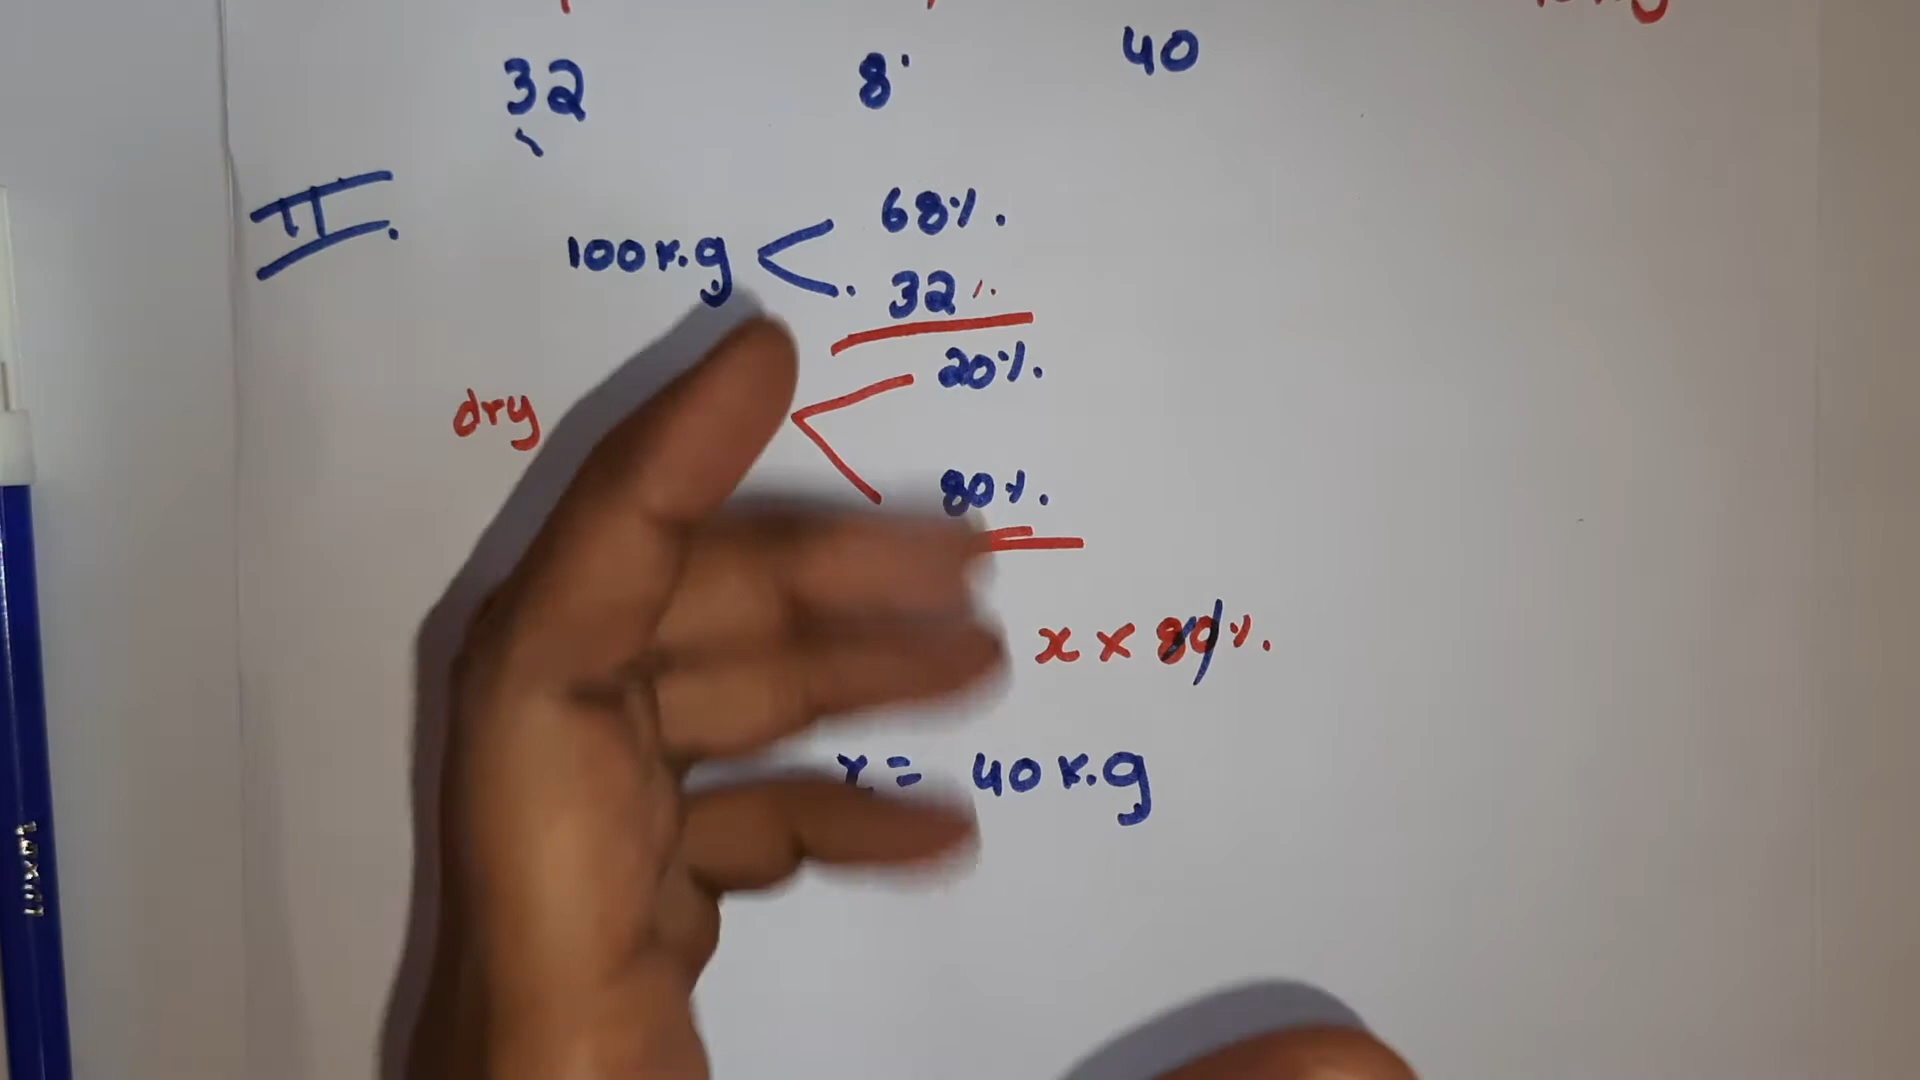 32 8 40
II.
100 K.g 68%.
32%.
dry 20%.
80%.
x × 80%.
x = 40 K.g